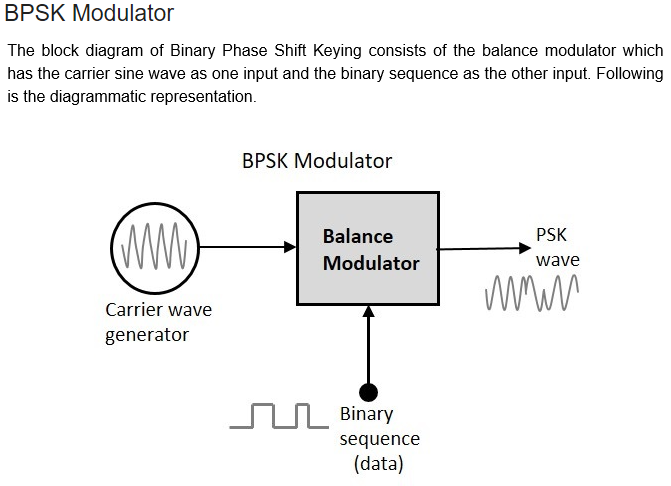 BPSK Modulator
The block diagram of Binary Phase Shift Keying consists of the balance modulator which
has the carrier sine wave as one input and the binary sequence as the other input. Following
is the diagrammatic representation.
BPSK Modulator
Balance
Modulator
PSK
wave
Carrier wave
generator
Binary
sequence
(data)